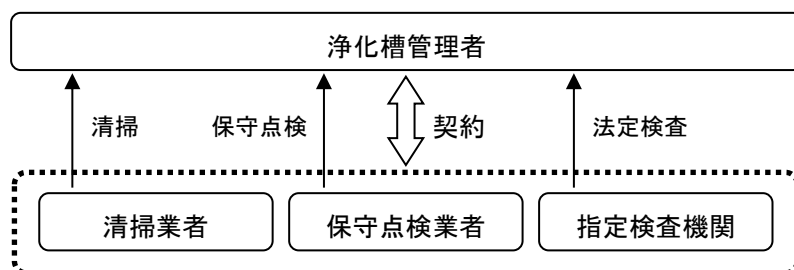 浄化槽管理者
清掃
保守点検
契約
法定検査
清掃業者
保守点検業者
指定検査機関